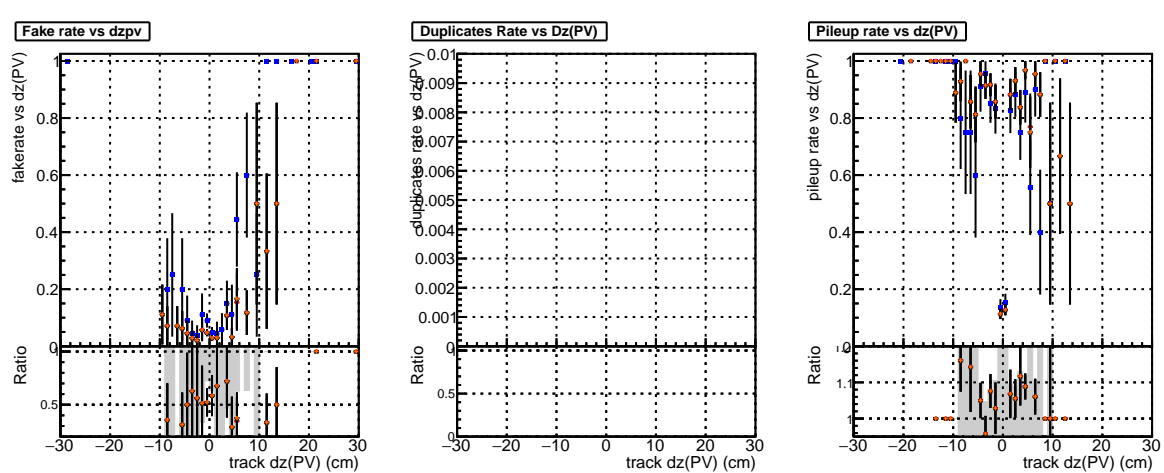 Fake rate vs dzpv
fakerate vs dz(PV)
1
0.8
0.6
0.4
0.2
0
Ratio
1
0.5
−30 −20 −10 0 10 20 30
track dz(PV) (cm)
Duplicates Rate vs Dz(PV)
duplicates rate vs dz(PV)
0.01
0.009
0.008
0.007
0.006
0.005
0.004
0.003
0.002
0.001
0
Ratio
1
0.5
0
−30 −20 −10 0 10 20 30
track dz(PV) (cm)
Pileup rate vs dz(PV)
pileup rate vs dz(PV)
1
0.8
0.6
0.4
0.2
0
Ratio
1.1
1
−30 −20 −10 0 10 20 30
track dz(PV) (cm)